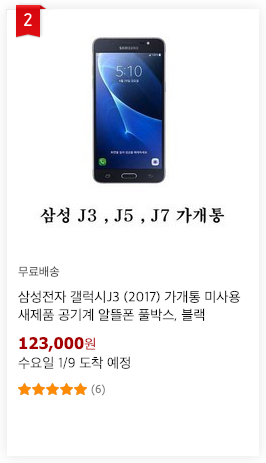 2
SAMSUNG
5:10
삼성 J3 , J5 , J7 가개통
무료배송
삼성전자 갤럭시J3 (2017) 가개통 미사용
새제품 공기계 알뜰폰 풀박스, 블랙
123,000원
수요일 1/9 도착 예정
(6)